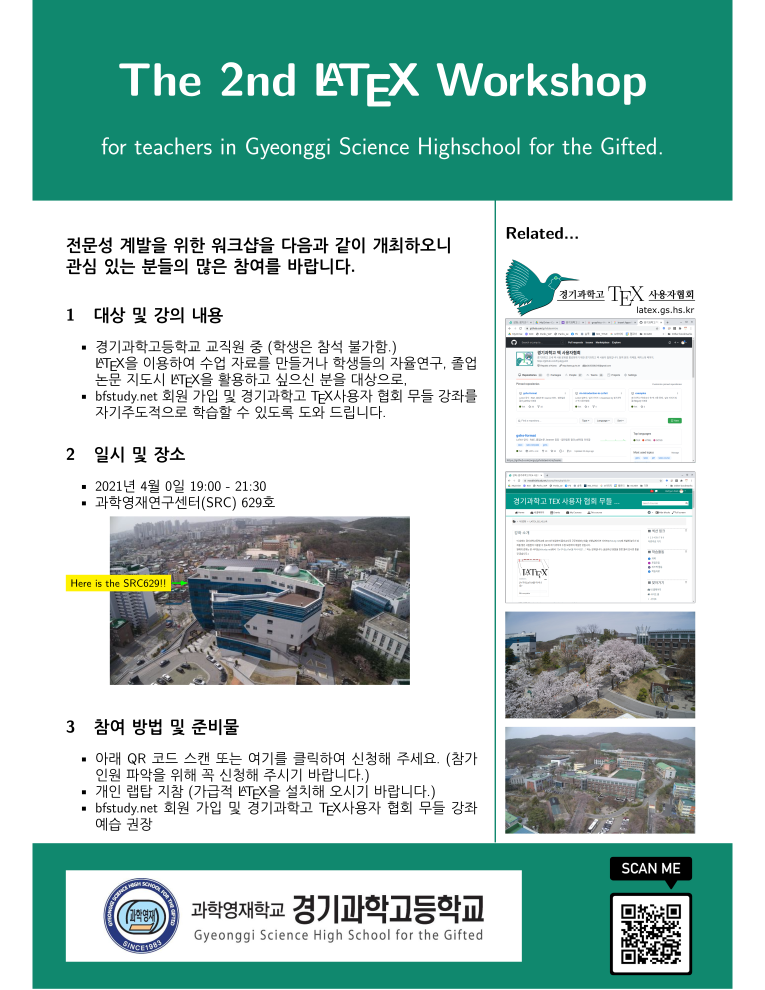 The 2nd LATEX Workshop
for teachers in Gyeonggi Science Highschool for the Gifted.
전문성 계발을 위한 워크샵을 다음과 같이 개최하오니
관심 있는 분들의 많은 참여를 바랍니다.
1 대상 및 강의 내용
▪ 경기과학고등학교 교직원 중 (학생은 참석 불가함.)
LATEX을 이용하여 수업 자료를 만들거나 학생들의 자율연구, 졸업
논문 지도시 LATEX을 활용하고 싶으신 분을 대상으로,
▪ bfstudy.net 회원 가입 및 경기과학고 TEX사용자 협회 무들 강좌를
자기주도적으로 학습할 수 있도록 도와 드립니다.
2 일시 및 장소
▪ 2021년 4월 0일 19:00 - 21:30
▪ 과학영재연구센터(SRC) 629호
Here is the SRC629!!
3 참여 방법 및 준비물
▪ 아래 QR 코드 스캔 또는 여기를 클릭하여 신청해 주세요. (참가
인원 파악을 위해 꼭 신청해 주시기 바랍니다.)
▪ 개인 랩탑 지참 (가급적 LATEX을 설치해 오시기 바랍니다.)
▪ bfstudy.net 회원 가입 및 경기과학고 TEX사용자 협회 무들 강좌
예습 권장
Related...
경기과학고 TEX 사용자협회
latex.gs.hs.kr
경기과학고 텍 사용자협회
경기과학고 TEX 사용자 협회 무들 ...
강좌 소개
LATEX
GYEONGGI SCIENCE HIGH SCHOOL FOR THE GIFTED
과학영재
SINCE1983
과학영재학교 경기과학고등학교
Gyeonggi Science High School for the Gifted
SCAN ME